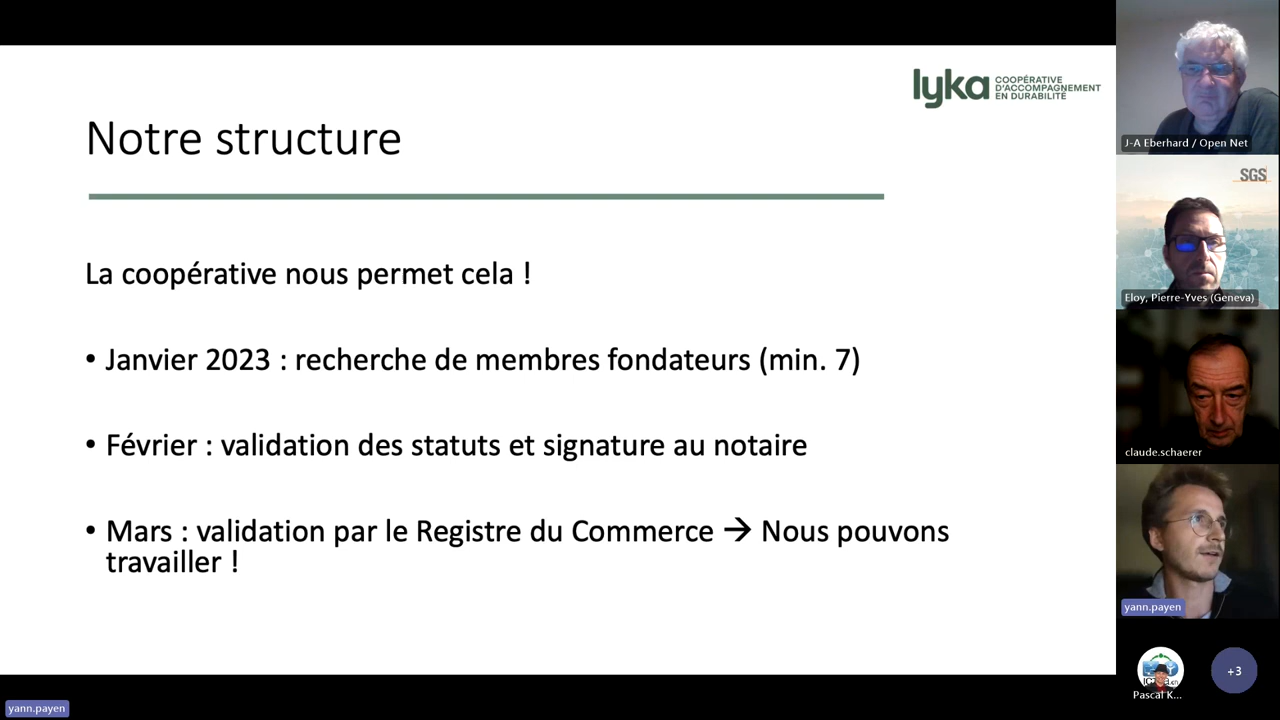 lyka COOPÉRATIVE
D'ACCOMPAGNEMENT
EN DURABILITÉ
Notre structure
La coopérative nous permet cela !
• Janvier 2023 : recherche de membres fondateurs (min. 7)
• Février : validation des statuts et signature au notaire
• Mars : validation par le Registre du Commerce → Nous pouvons
travailler !
J-A Eberhard / Open Net
SGS
Eloy, Pierre-Yves (Geneva)
claude.schaerer
yann.payen
Pascal K...
+3
yann.payen